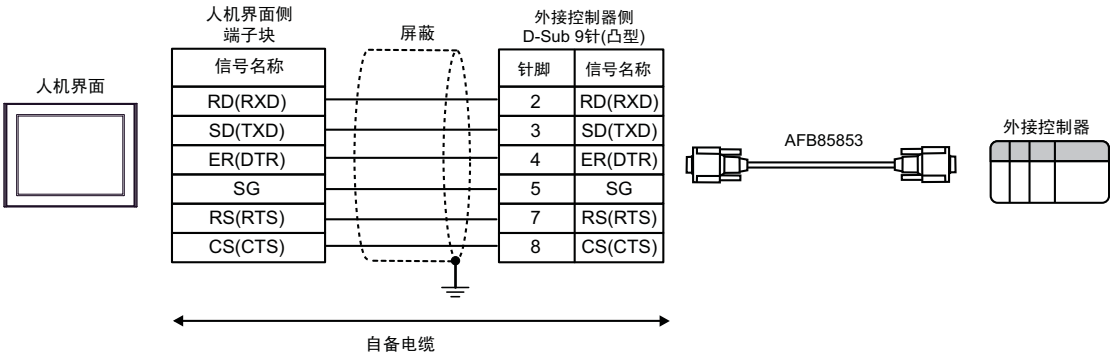 人机界面
人机界面侧
端子块
信号名称
RD(RXD)
SD(TXD)
ER(DTR)
SG
RS(RTS)
CS(CTS)
屏蔽
外接控制器侧
D-Sub 9针(凸型)
针脚 信号名称
2 RD(RXD)
3 SD(TXD)
4 ER(DTR)
5 SG
7 RS(RTS)
8 CS(CTS)
AFB85853
外接控制器
自备电缆